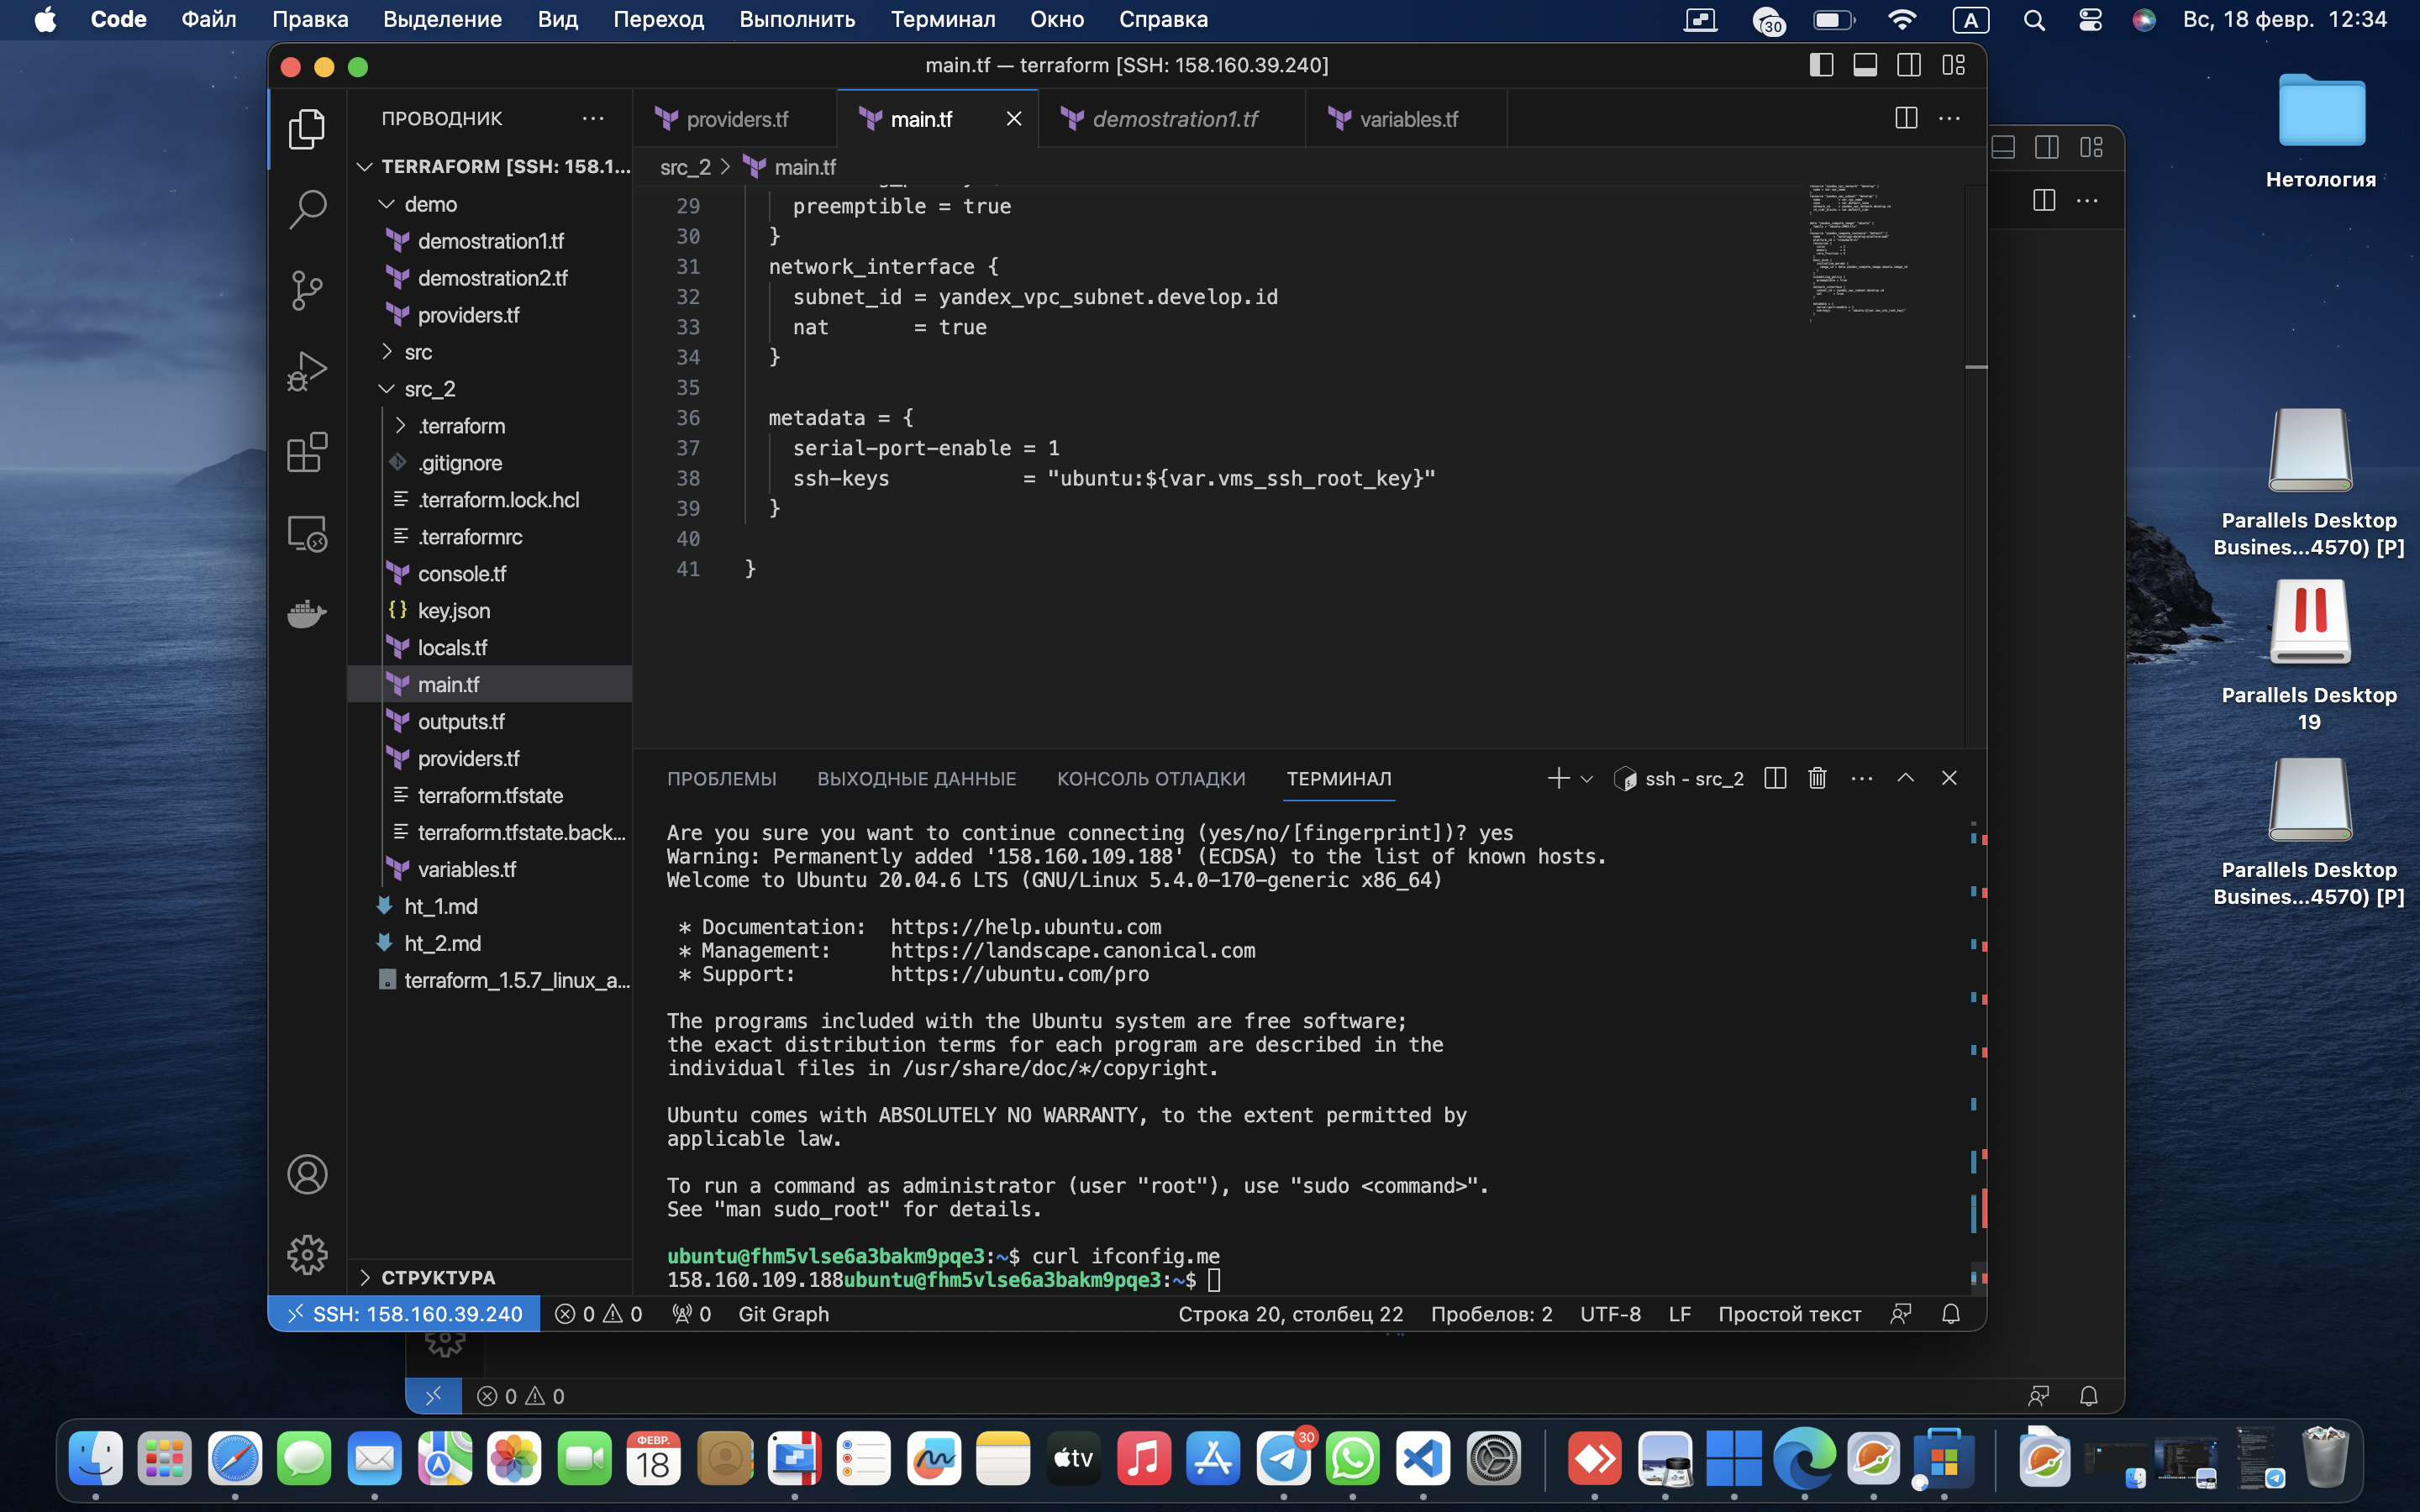 Code Файл Правка Выделение Вид Переход Выполнить Терминал Окно Справка 30 A Вс, 18 февр. 12:34
main.tf — terraform [SSH: 158.160.39.240]
ПРОВОДНИК
TERRAFORM [SSH: 158.1...
demo
demostration1.tf
demostration2.tf
providers.tf
src
src_2
.terraform
.gitignore
.terraform.lock.hcl
.terraformrc
console.tf
key.json
locals.tf
main.tf
outputs.tf
providers.tf
terraform.tfstate
terraform.tfstate.back...
variables.tf
ht_1.md
ht_2.md
terraform_1.5.7_linux_a...
СТРУКТУРА
providers.tf main.tf demostration1.tf variables.tf
src_2 > main.tf
29 preemptible = true
30 }
31 network_interface {
32 subnet_id = yandex_vpc_subnet.develop.id
33 nat = true
34 }
35
36 metadata = {
37 serial-port-enable = 1
38 ssh-keys = "ubuntu:${var.vms_ssh_root_key}"
39 }
40
41 }
ПРОБЛЕМЫ ВЫХОДНЫЕ ДАННЫЕ КОНСОЛЬ ОТЛАДКИ ТЕРМИНАЛ ssh - src_2
Are you sure you want to continue connecting (yes/no/[fingerprint])? yes
Warning: Permanently added '158.160.109.188' (ECDSA) to the list of known hosts.
Welcome to Ubuntu 20.04.6 LTS (GNU/Linux 5.4.0-170-generic x86_64)
* Documentation: https://help.ubuntu.com
* Management: https://landscape.canonical.com
* Support: https://ubuntu.com/pro
The programs included with the Ubuntu system are free software;
the exact distribution terms for each program are described in the
individual files in /usr/share/doc/*/copyright.
Ubuntu comes with ABSOLUTELY NO WARRANTY, to the extent permitted by
applicable law.
To run a command as administrator (user "root"), use "sudo <command>".
See "man sudo_root" for details.
ubuntu@fhm5vlse6a3bakm9pqe3:~$ curl ifconfig.me
158.160.109.188ubuntu@fhm5vlse6a3bakm9pqe3:~$
SSH: 158.160.39.240 0 0 0 Git Graph Строка 20, столбец 22 Пробелов: 2 UTF-8 LF Простой текст
0 0
Нетология
Parallels Desktop
Busines...4570) [P]
Parallels Desktop
19
Parallels Desktop
Busines...4570) [P]
ФЕВР.
18
tv
30